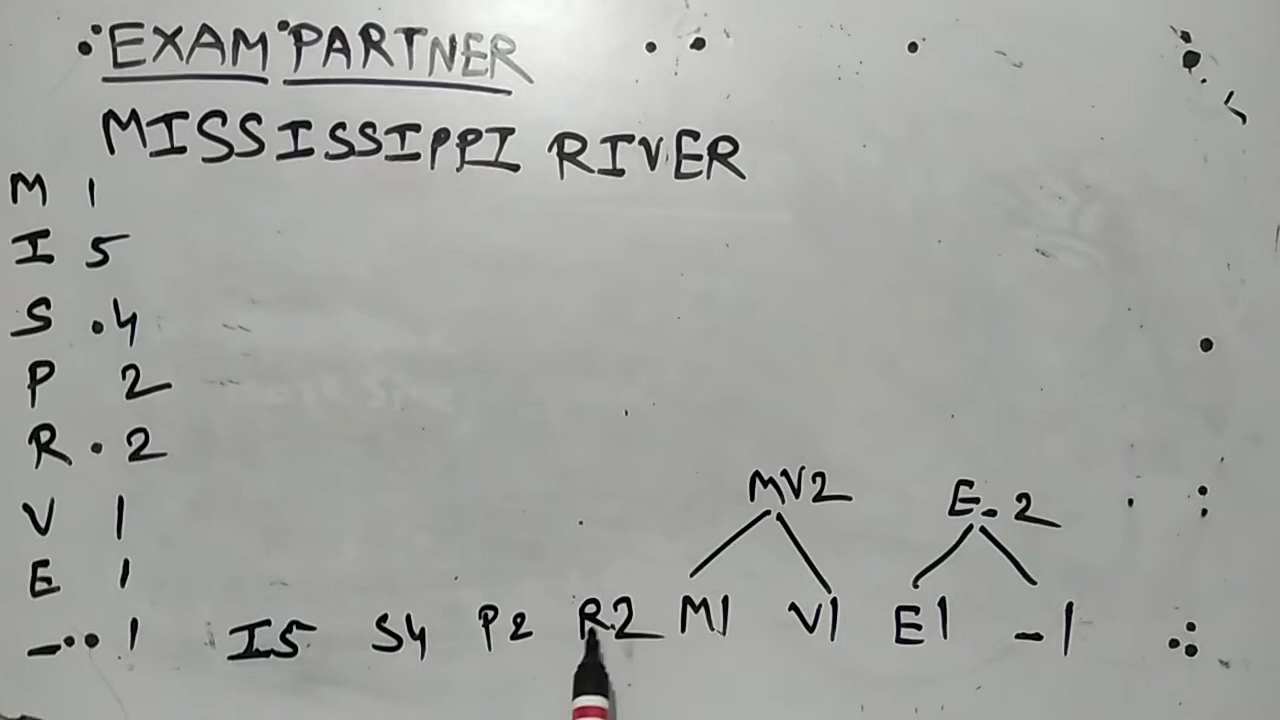 EXAM PARTNER
MISSISSIPPI RIVER
M 1
I 5
S 4
P 2
R 2
V 1
E 1
- 1
MV2 E-2
I5 S4 P2 R2 M1 V1 E1 -1